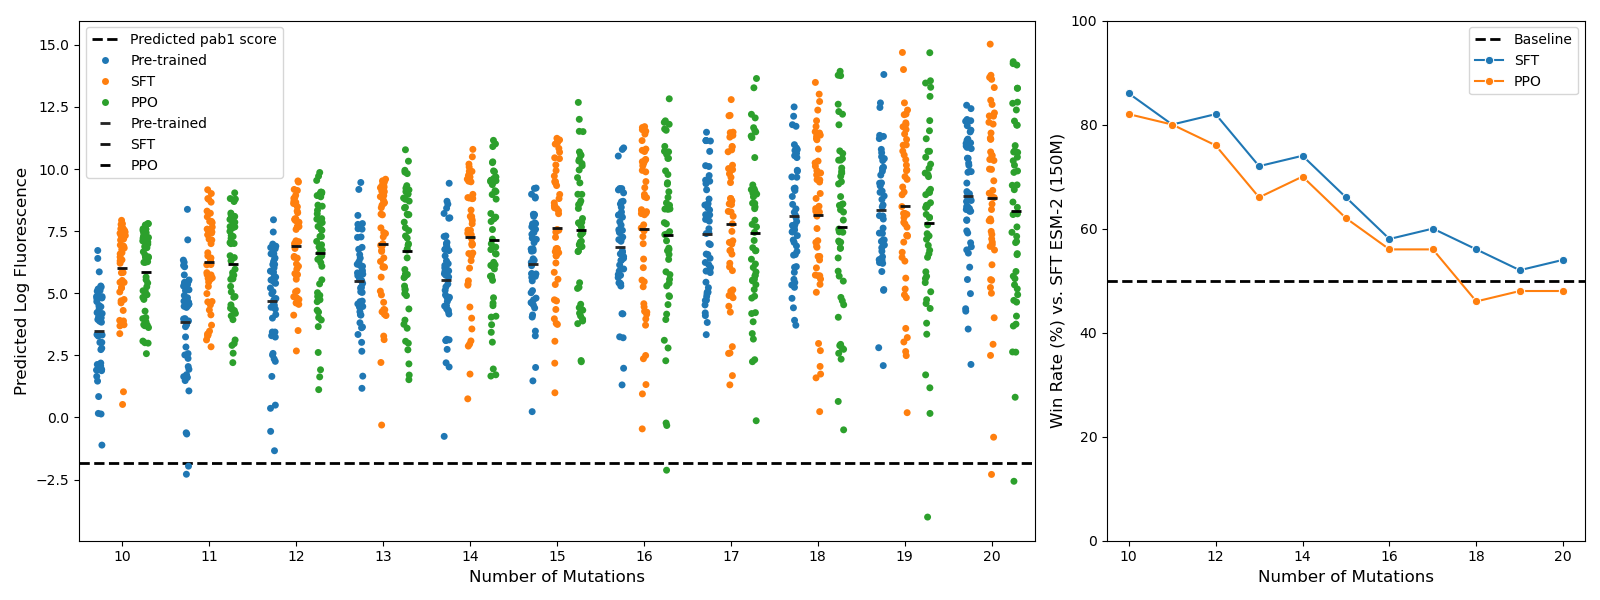 Predicted Log Fluorescence
15.0
12.5
10.0
7.5
5.0
2.5
0.0
−2.5
Predicted pab1 score
Pre-trained
SFT
PPO
Pre-trained
SFT
PPO
10 11 12 13 14 15 16 17 18 19 20
Number of Mutations
Win Rate (%) vs. SFT ESM-2 (150M)
100
80
60
40
20
0
Baseline
SFT
PPO
10 12 14 16 18 20
Number of Mutations